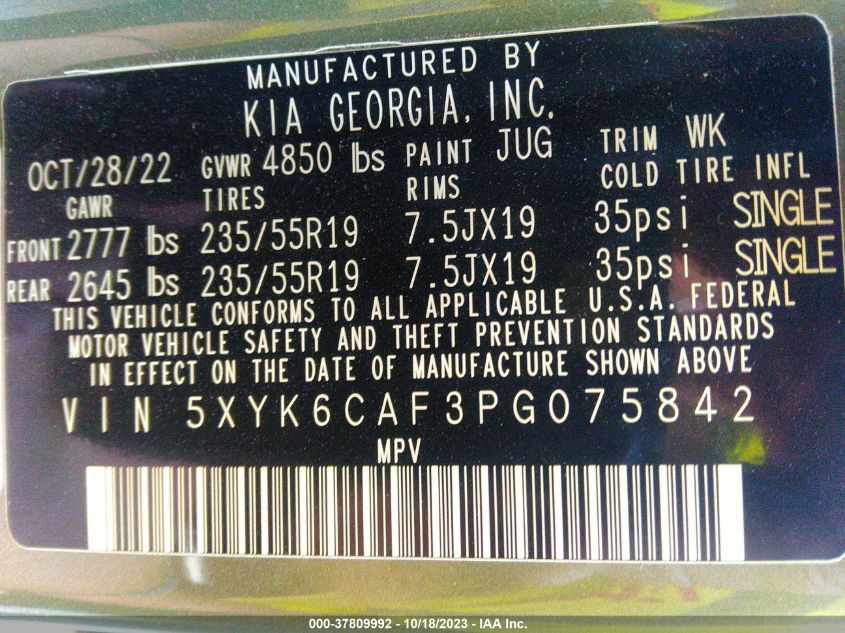 MANUFACTURED BY
KIA GEORGIA, INC.
OCT/28/22 GVWR 4850 lbs PAINT JUG TRIM WK
GAWR TIRES RIMS COLD TIRE INFL
FRONT 2777 lbs 235/55R19 7.5JX19 35psi SINGLE
REAR 2645 lbs 235/55R19 7.5JX19 35psi SINGLE
THIS VEHICLE CONFORMS TO ALL APPLICABLE U.S.A. FEDERAL
MOTOR VEHICLE SAFETY AND THEFT PREVENTION STANDARDS
IN EFFECT ON THE DATE OF MANUFACTURE SHOWN ABOVE
VIN 5XYK6CAF3PG075842
MPV
000-37809992 - 10/18/2023 - IAA Inc.